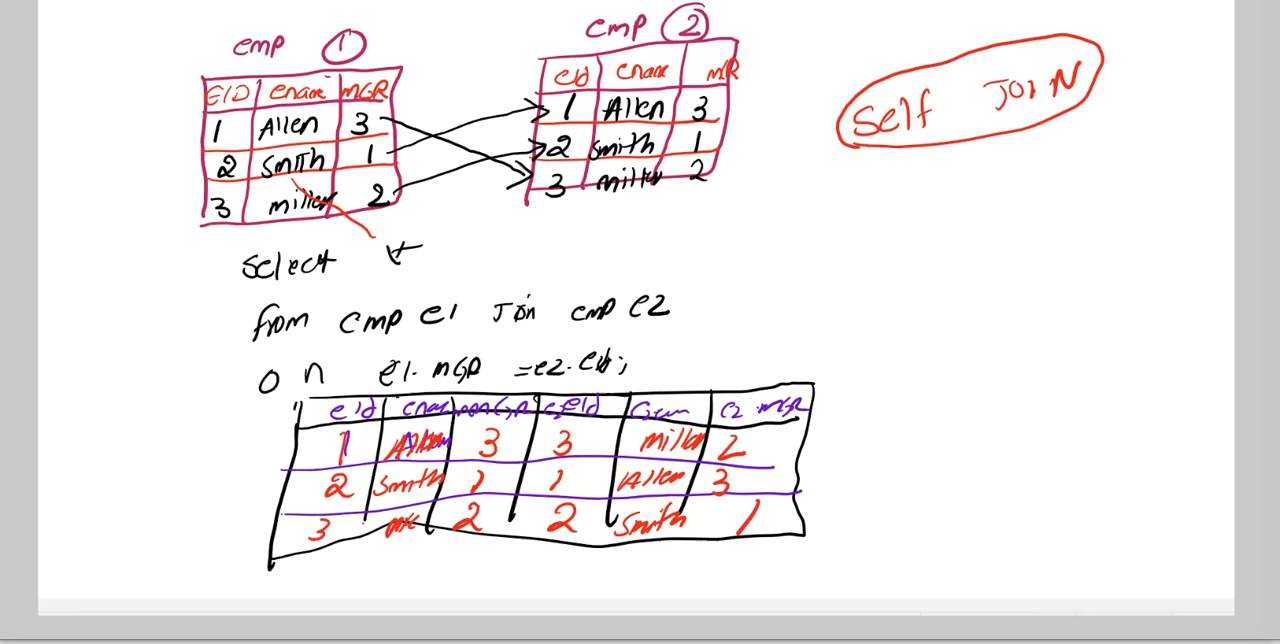 emp 1
EID ename MGR
1 Allen 3
2 Smith 1
3 miller 2
emp 2
eid ename MGR
1 Allen 3
2 Smith 1
3 miller 2
Self JOIN
Select *
from emp e1 Join emp e2
on e1.MGR = e2.eid;
eid e2 MGR
1 Allen 3 3 miller 2
2 Smith 1 1 Allen 3
3 2 2 Smith 1